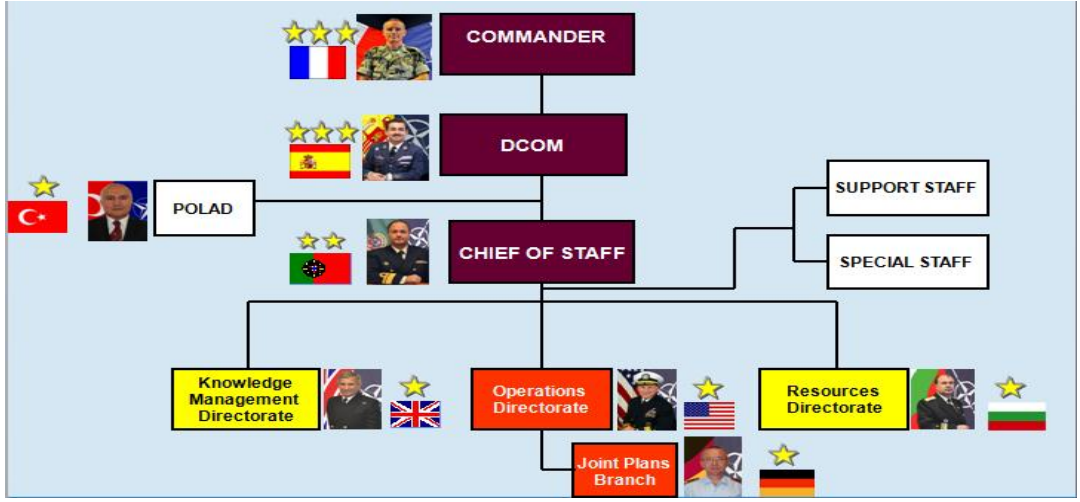 COMMANDER
DCOM
SUPPORT STAFF
POLAD
CHIEF OF STAFF
SPECIAL STAFF
Knowledge
Management
Directorate
Operations
Directorate
Resources
Directorate
Joint Plans
Branch